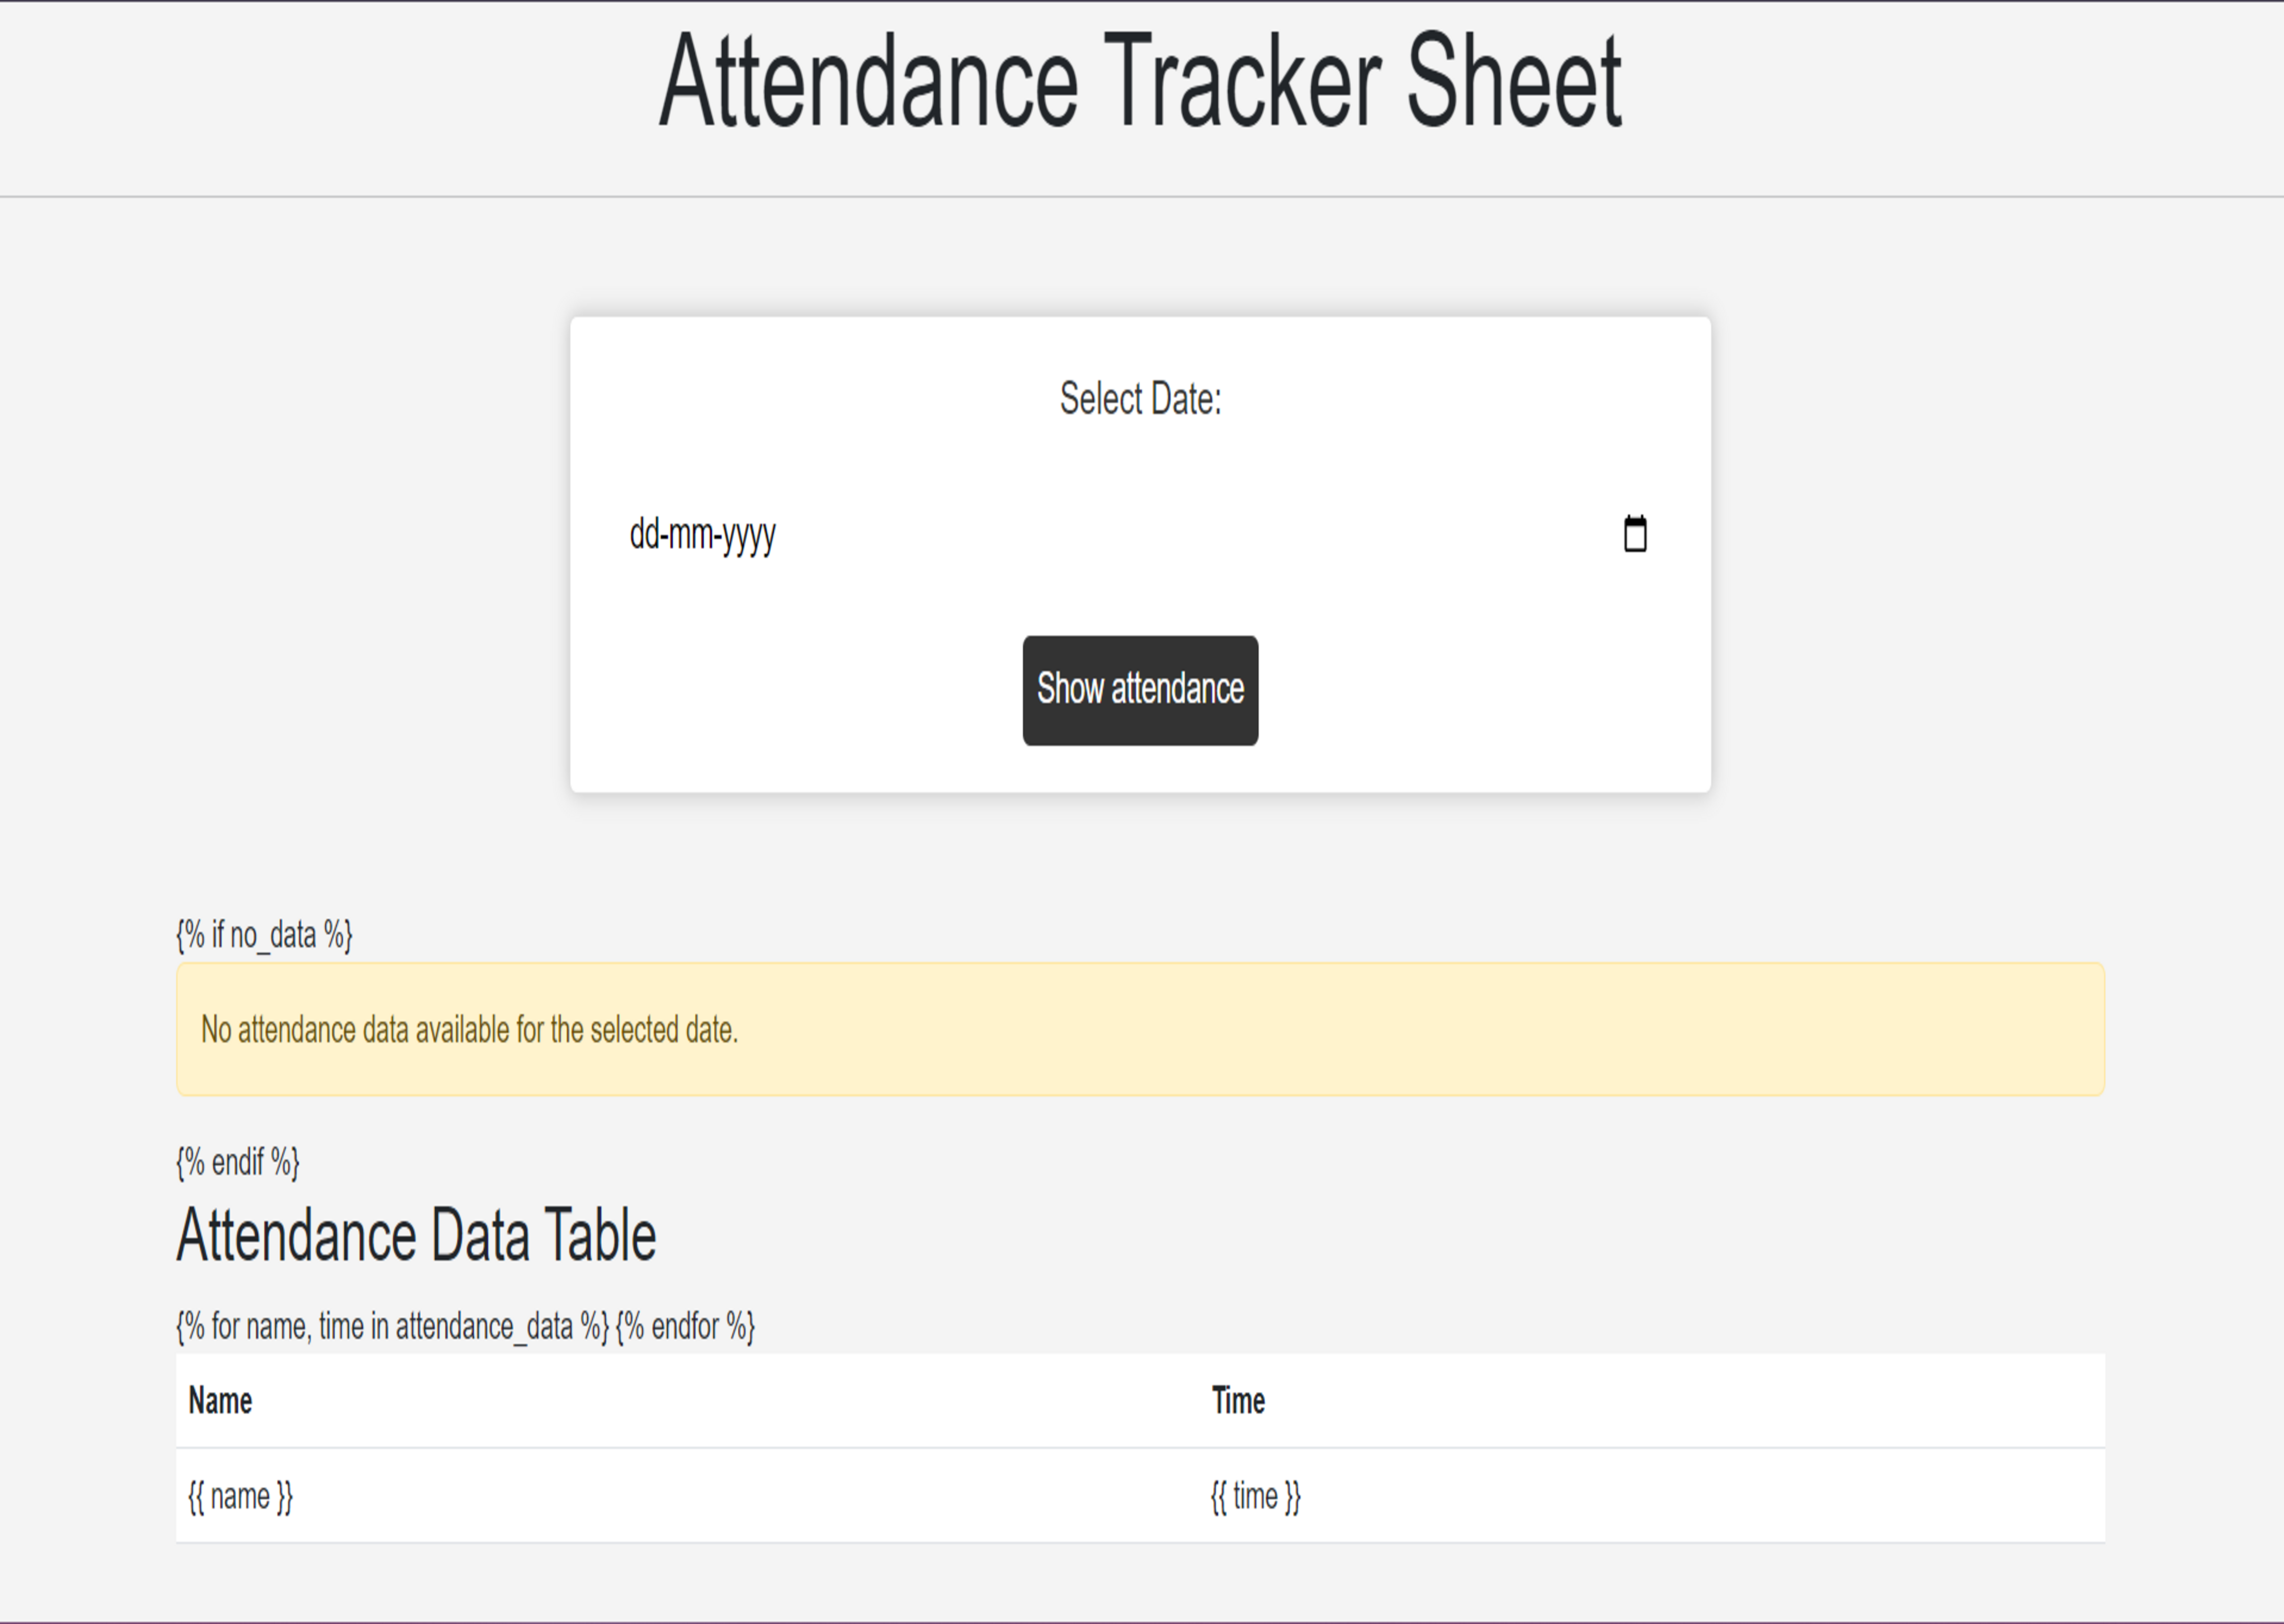 Attendance Tracker Sheet
Select Date:
dd-mm-yyyy
Show attendance
{% if no_data %}
No attendance data available for the selected date.
{% endif %}
Attendance Data Table
{% for name, time in attendance_data %} {% endfor %}
Name Time
{{ name }} {{ time }}